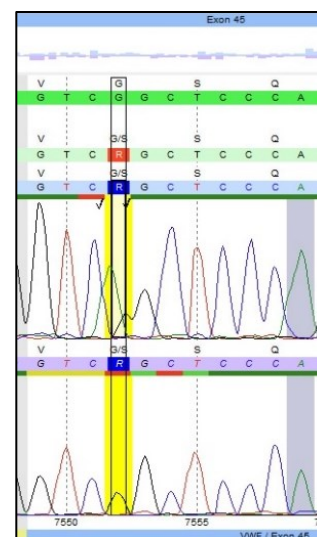 Exon 45
V G S Q
G T C G G C T C C C A
V G/S S Q
G T C R G C T C C C A
V G/S S Q
G T C R G C T C C C A
V G/S S Q
G T C R G C T C C C A
7550 7555
VWF / Exon 45